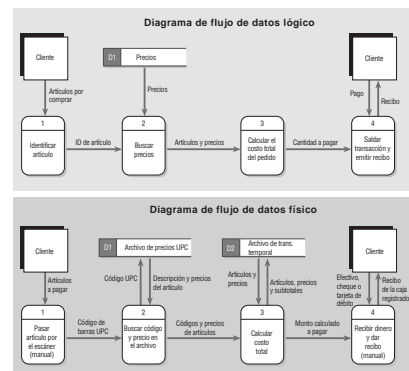 Diagrama de flujo de datos lógico
Cliente
D1 Precios
Cliente
Artículos por
comprar
Precios
Pago
Recibo
1
Identificar
artículo
ID de artículo
2
Buscar
precios
Artículos y precios
3
Calcular el
costo total
del pedido
Cantidad a pagar
4
Saldar
transacción y
emitir recibo
Diagrama de flujo de datos físico
Cliente
D1 Archivo de precios UPC
D2 Archivo de trans.
temporal
Cliente
Artículos
a pagar
Código UPC
Descripción y precios
del artículo
Artículos y
precios
Artículos, precios
y subtotales
Efectivo,
cheque o
tarjeta de
débito
Recibo
de la caja
registrado
1
Pasar
artículo por
el escáner
(manual)
Código de
barras UPC
2
Buscar código
y precio en
el archivo
Códigos y precios
de artículos
3
Calcular
costo
total
Monto calculado
a pagar
4
Recibir dinero
y dar
recibo
(manual)